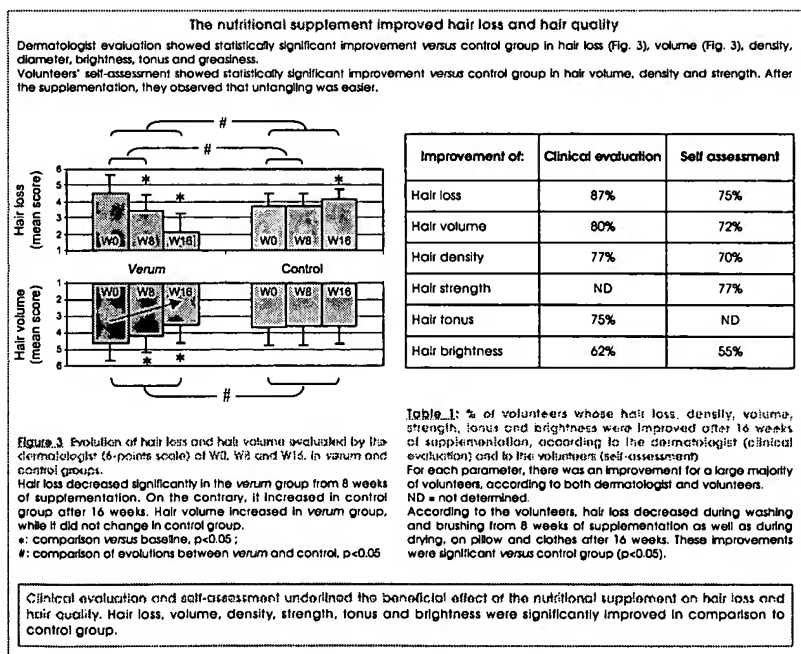 The nutritional supplement improved hair loss and hair quality
Dermatologist evaluation showed statistically significant improvement versus control group in hair loss (Fig. 3), volume (Fig. 3), density,
diameter, brightness, tonus and greasiness.
Volunteers' self-assessment showed statistically significant improvement versus control group in hair volume, density and strength. After
the supplementation, they observed that untangling was easier.
#
#
Hair loss
(mean score)
6
5
4
3
2
1
*
*
*
W0 W8 W16
W0 W8 W16
Verum
Control
Hair volume
(mean score)
1
2
3
4
5
6
W0 W8 W16
W0 W8 W16
* *
#
Improvement of: Clinical evaluation Self assessment
Hair loss 87% 75%
Hair volume 80% 72%
Hair density 77% 70%
Hair strength ND 77%
Hair tonus 75% ND
Hair brightness 62% 55%
Figure 3. Evolution of hair loss and hair volume evaluated by the
dermatologist (6-points scale) at W0, W8 and W16, in verum and
control groups.
Hair loss decreased significantly in the verum group from 8 weeks
of supplementation. On the contrary, it increased in control
group after 16 weeks. Hair volume increased in verum group,
while it did not change in control group.
*: comparison versus baseline, p<0.05 ;
#: comparison of evolutions between verum and control, p<0.05
Table 1: % of volunteers whose hair loss, density, volume,
strength, tonus and brightness were improved after 16 weeks
of supplementation, according to the dermatologist (clinical
evaluation) and to the volunteers (self-assessment)
For each parameter, there was an improvement for a large majority
of volunteers, according to both dermatologist and volunteers.
ND = not determined.
According to the volunteers, hair loss decreased during washing
and brushing from 8 weeks of supplementation as well as during
drying, on pillow and clothes after 16 weeks. These improvements
were significant versus control group (p<0.05).
Clinical evaluation and self-assessment underlined the beneficial effect of the nutritional supplement on hair loss and
hair quality. Hair loss, volume, density, strength, tonus and brightness were significantly improved in comparison to
control group.